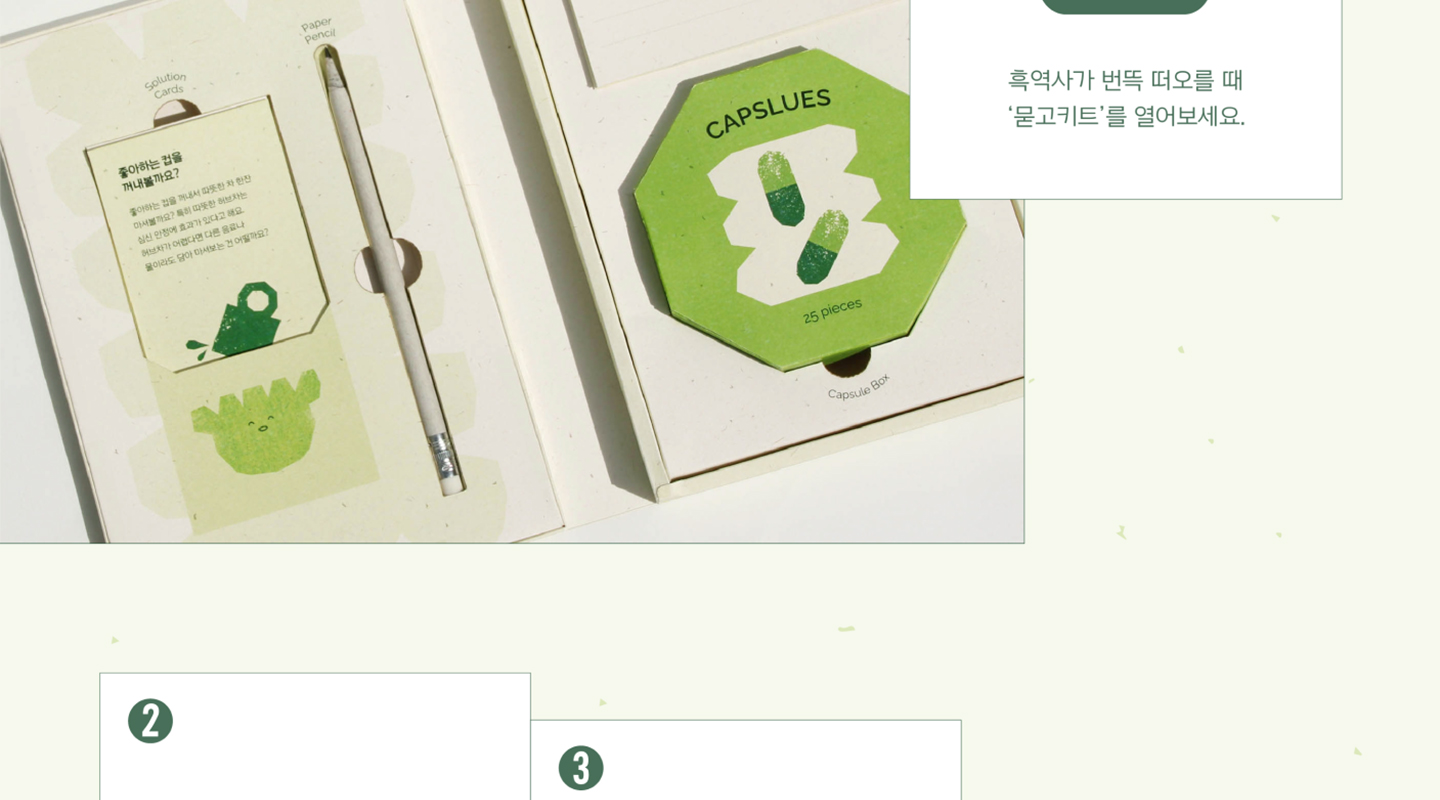 Paper
Pencil
Solution
Cards
좋아하는 컵을
꺼내볼까요?
좋아하는 컵을 꺼내서 따뜻한 차 한잔
마셔볼까요? 특히 따뜻한 허브차는
심신 안정에 효과가 있다고 해요.
허브차가 어렵다면 다른 음료나
물이라도 담아 마셔보는 건 어떨까요?
CAPSLUES
25 pieces
Capsule Box
흑역사가 번뜩 떠오를 때
‘묻고키트’를 열어보세요.
2
3